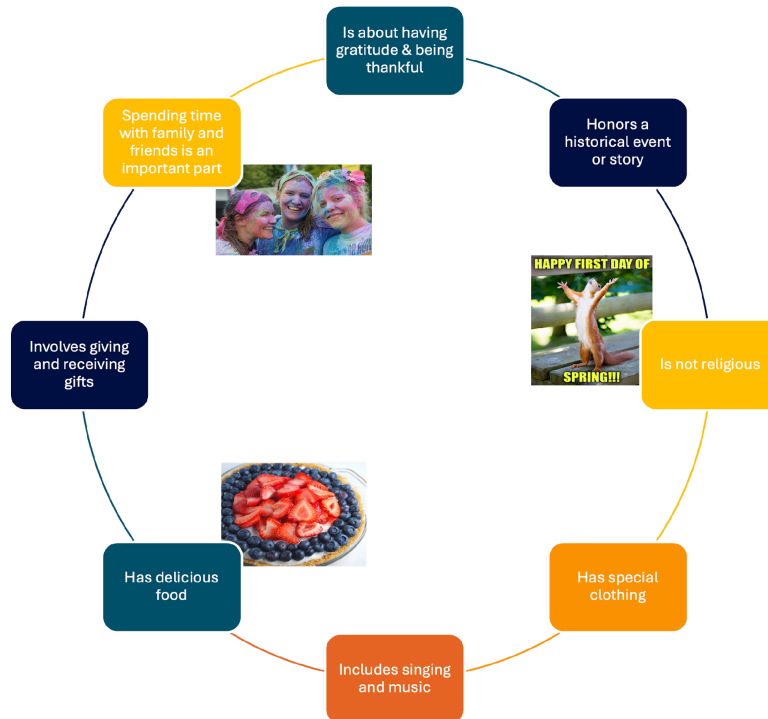 Is about having
gratitude & being
thankful
Honors a
historical event
or story
HAPPY FIRST DAY OF
SPRING!!!
Is not religious
Has special
clothing
Includes singing
and music
Has delicious
food
Involves giving
and receiving
gifts
Spending time
with family and
friends is an
important part